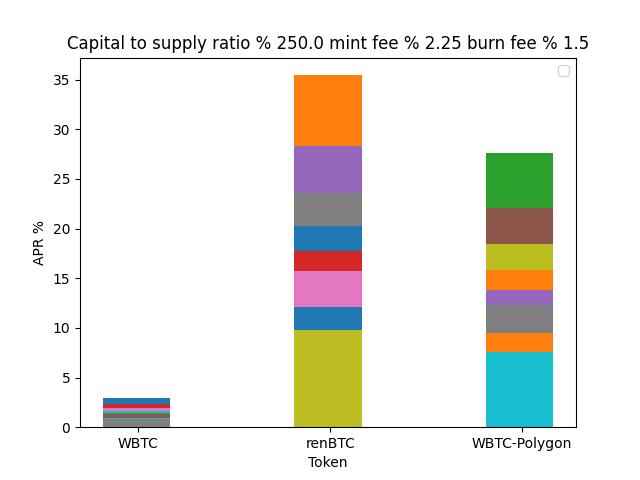 Capital to supply ratio % 250.0 mint fee % 2.25 burn fee % 1.5
35
30
25
20
15
10
5
0
APR %
WBTC
renBTC
WBTC-Polygon
Token